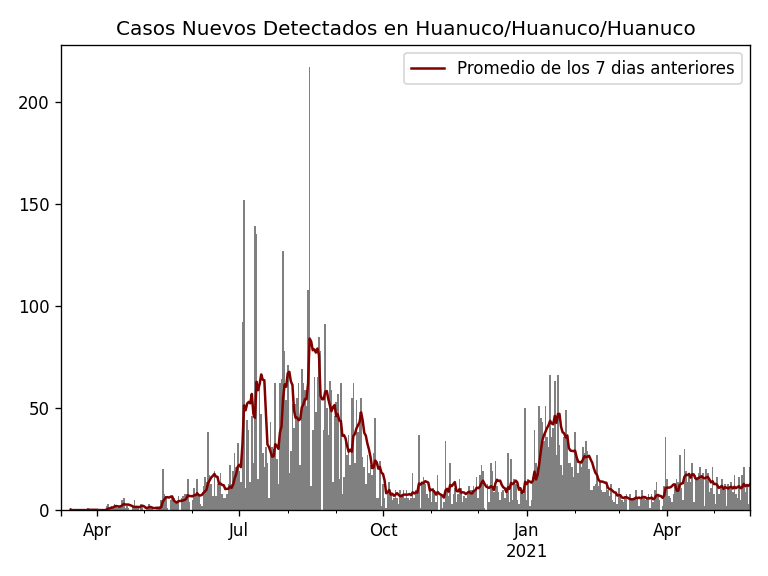 Casos Nuevos Detectados en Huanuco/Huanuco/Huanuco
Promedio de los 7 dias anteriores
200
150
100
50
0
Apr Jul Oct Jan Apr
2021